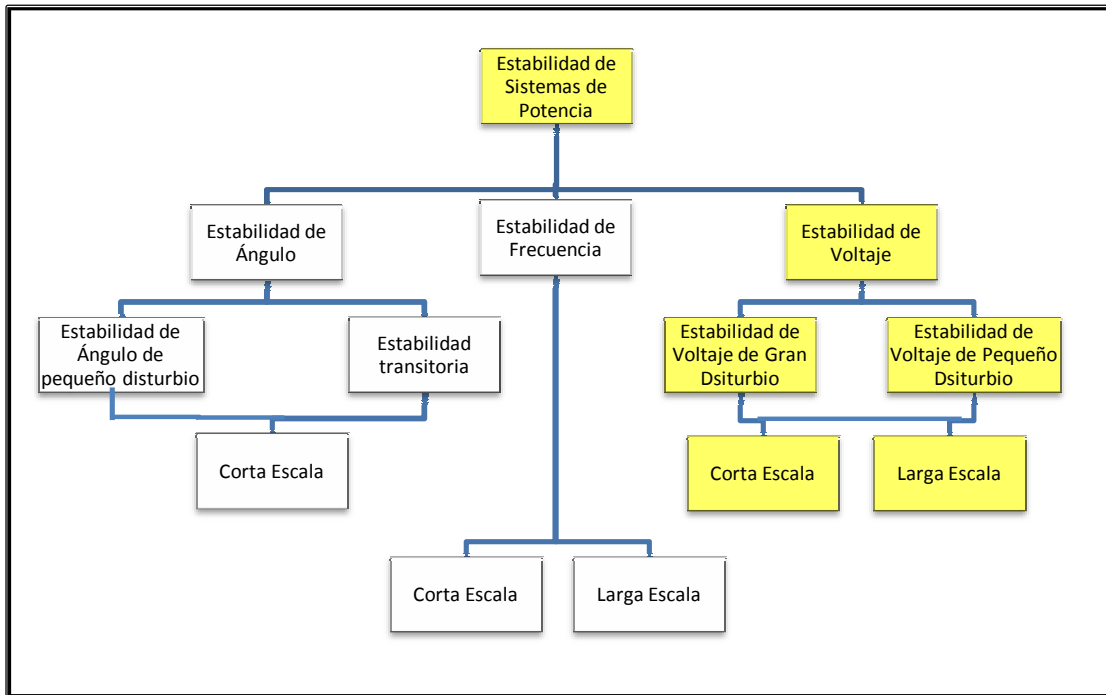 Estabilidad de
Sistemas de
Potencia
Estabilidad de
Ángulo
Estabilidad de
Frecuencia
Estabilidad de
Voltaje
Estabilidad de
Ángulo de
pequeño disturbio
Estabilidad
transitoria
Estabilidad de
Voltaje de Gran
Dsiturbio
Estabilidad de
Voltaje de Pequeño
Dsiturbio
Corta Escala
Corta Escala
Larga Escala
Corta Escala
Larga Escala